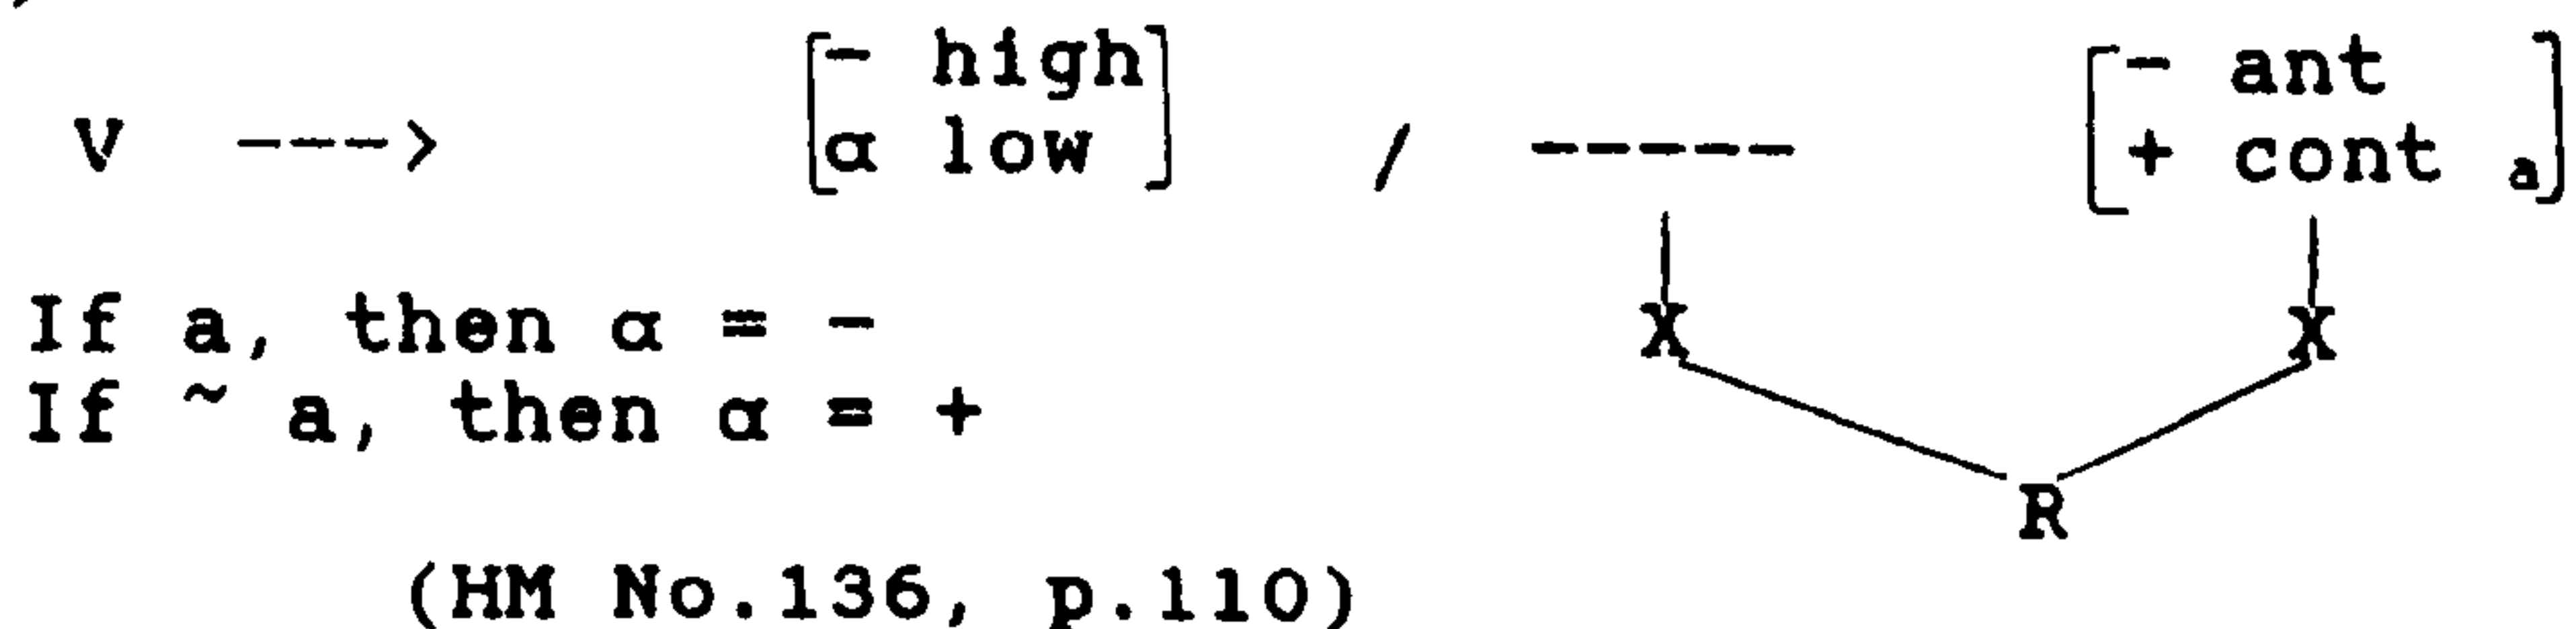 - high - ant
V ---> α low / ----- + cont a
If a, then α = - X X
If ~ a, then α = +
R
(HM No.136, p.110)